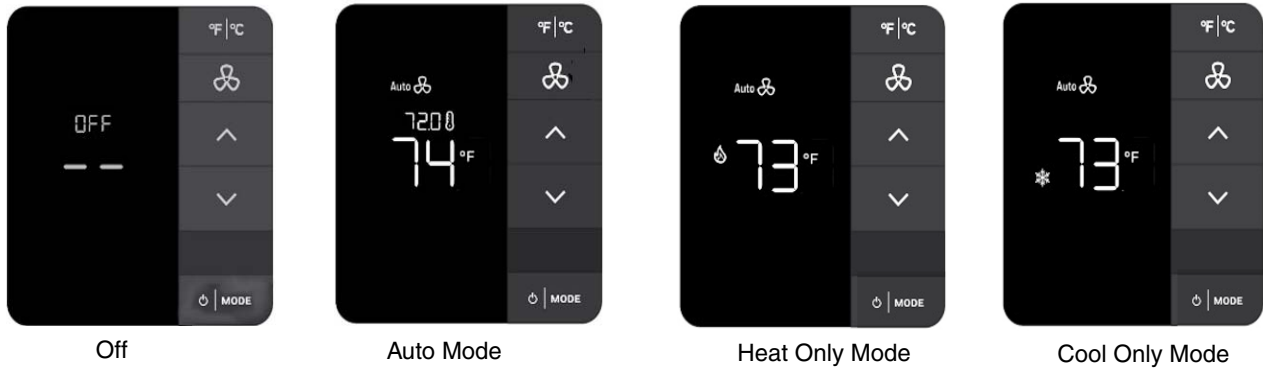 °F|°C
OFF
– –
⏻ | MODE
Off
°F|°C
Auto
72.0
74 °F
⏻ | MODE
Auto Mode
°F|°C
Auto
73 °F
⏻ | MODE
Heat Only Mode
°F|°C
Auto
73 °F
⏻ | MODE
Cool Only Mode